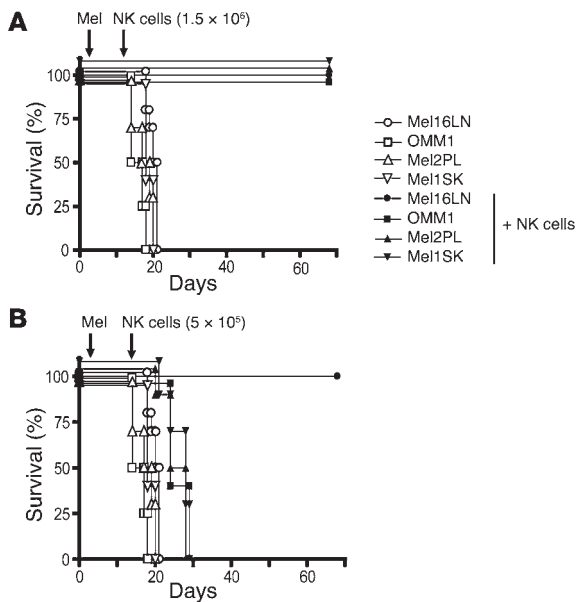 A
Mel NK cells (1.5 × 10⁶)
Survival (%)
100
75
50
25
0
0 20 40 60
Days
Mel16LN
OMM1
Mel2PL
Mel1SK
Mel16LN
OMM1
Mel2PL
Mel1SK
+ NK cells
B
Mel NK cells (5 × 10⁵)
Survival (%)
100
75
50
25
0
0 20 40 60
Days